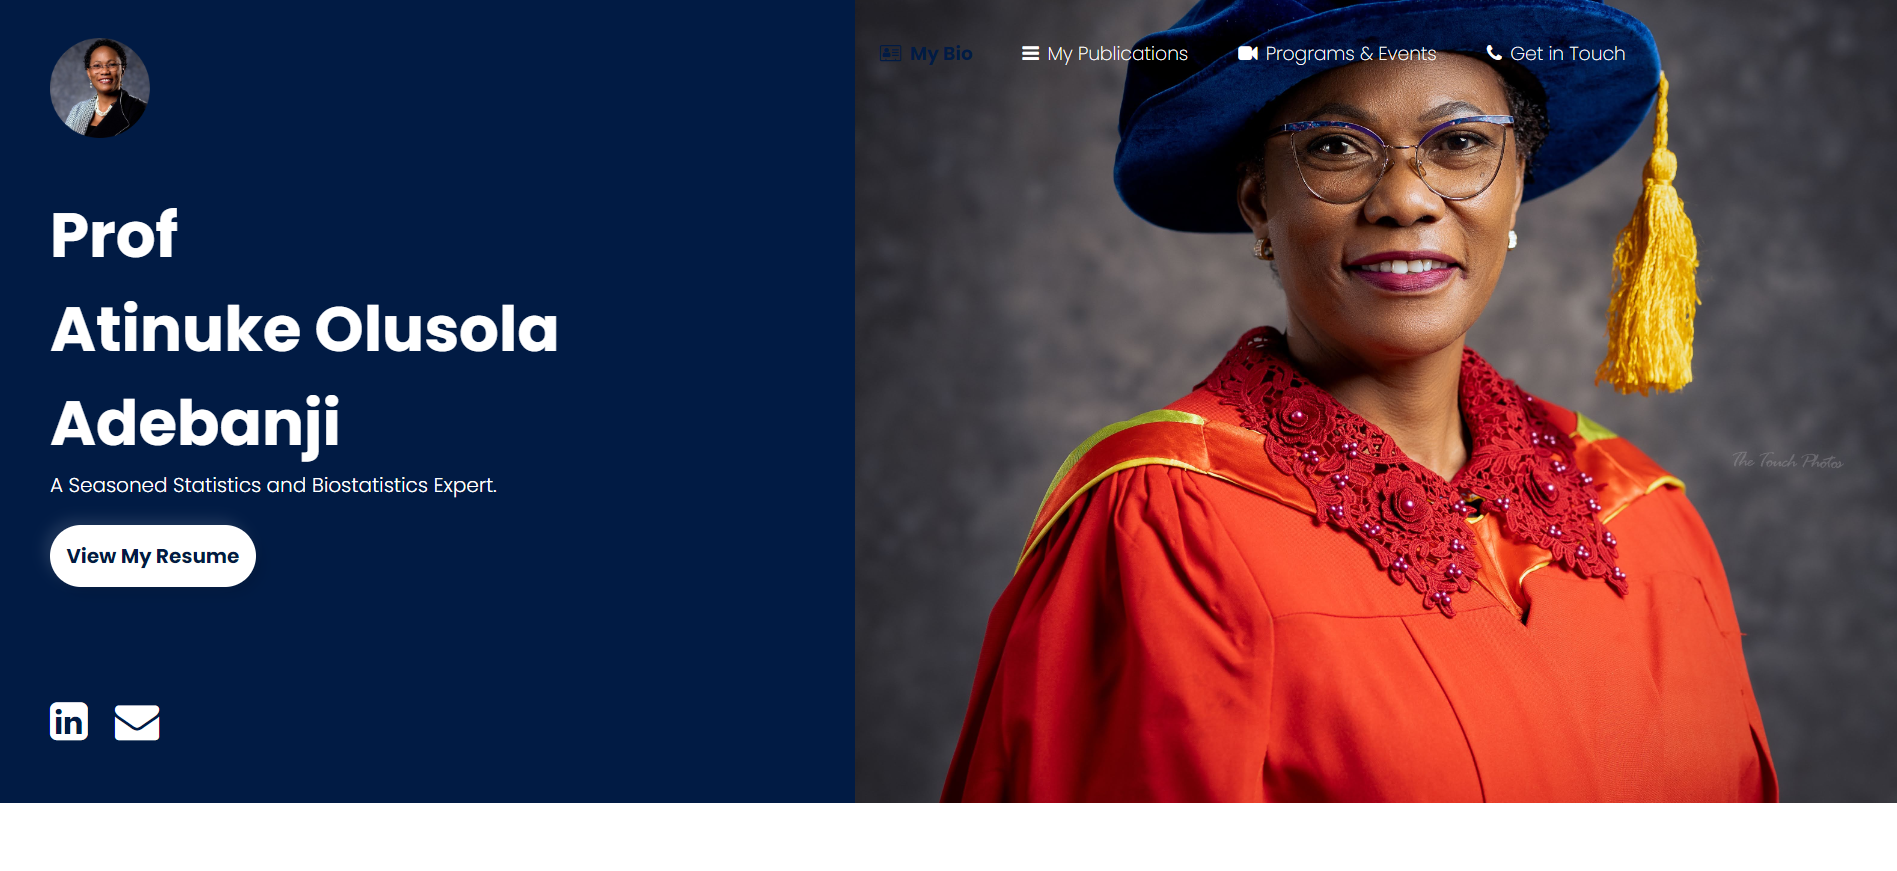 My Bio
My Publications
Programs & Events
Get in Touch
Prof
Atinuke Olusola
Adebanji
A Seasoned Statistics and Biostatistics Expert.
View My Resume
in
The Touch Photos